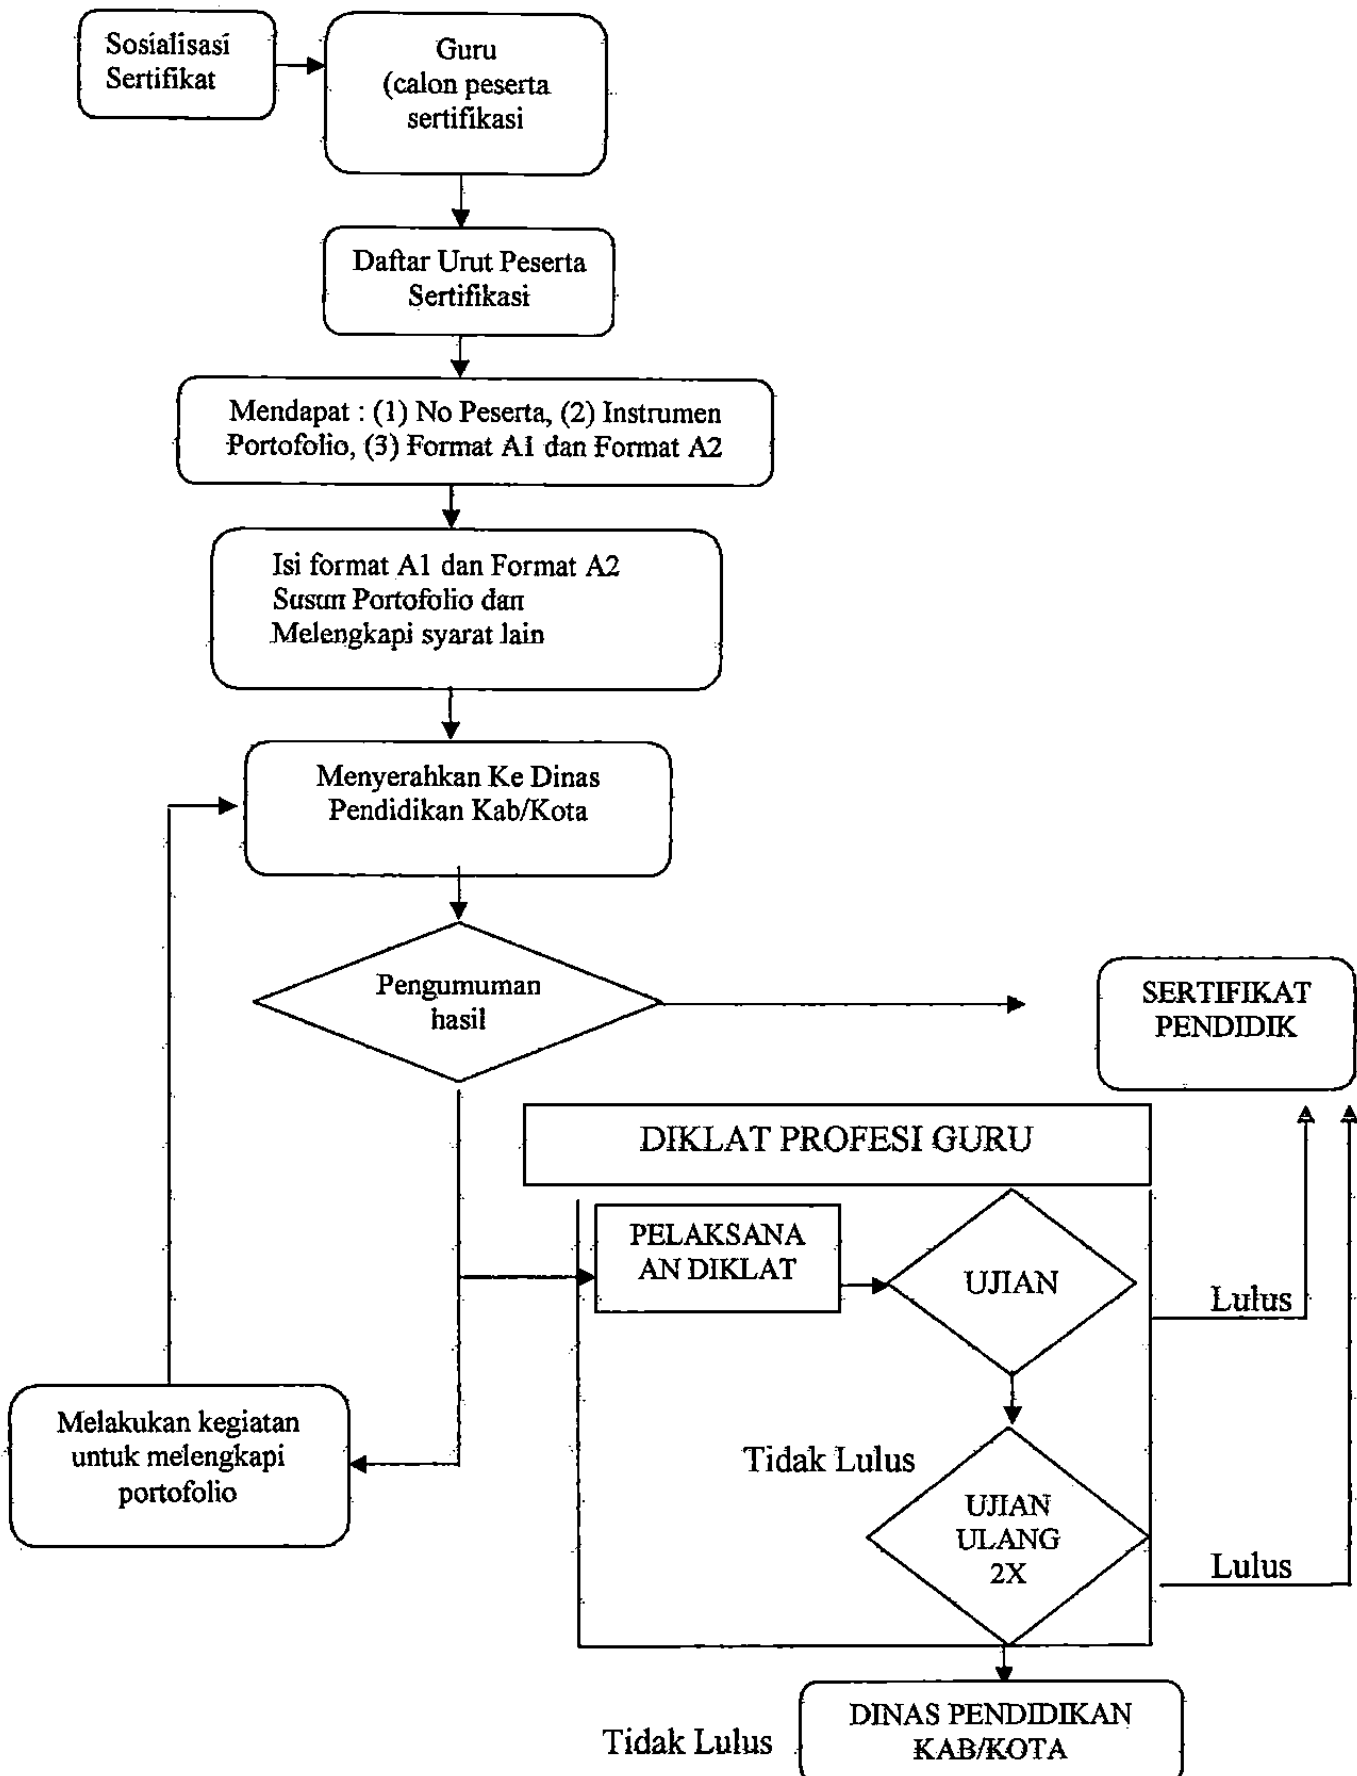 Sosialisasi
Sertifikat
Guru
(calon peserta
sertifikasi
Daftar Urut Peserta
Sertifikasi
Mendapat : (1) No Peserta, (2) Instrumen
Portofolio, (3) Format A1 dan Format A2
Isi format A1 dan Format A2
Susun Portofolio dan
Melengkapi syarat lain
Menyerahkan Ke Dinas
Pendidikan Kab/Kota
Pengumuman
hasil
SERTIFIKAT
PENDIDIK
DIKLAT PROFESI GURU
PELAKSANA
AN DIKLAT
UJIAN
Lulus
Melakukan kegiatan
untuk melengkapi
portofolio
Tidak Lulus
UJIAN
ULANG
2X
Lulus
Tidak Lulus
DINAS PENDIDIKAN
KAB/KOTA